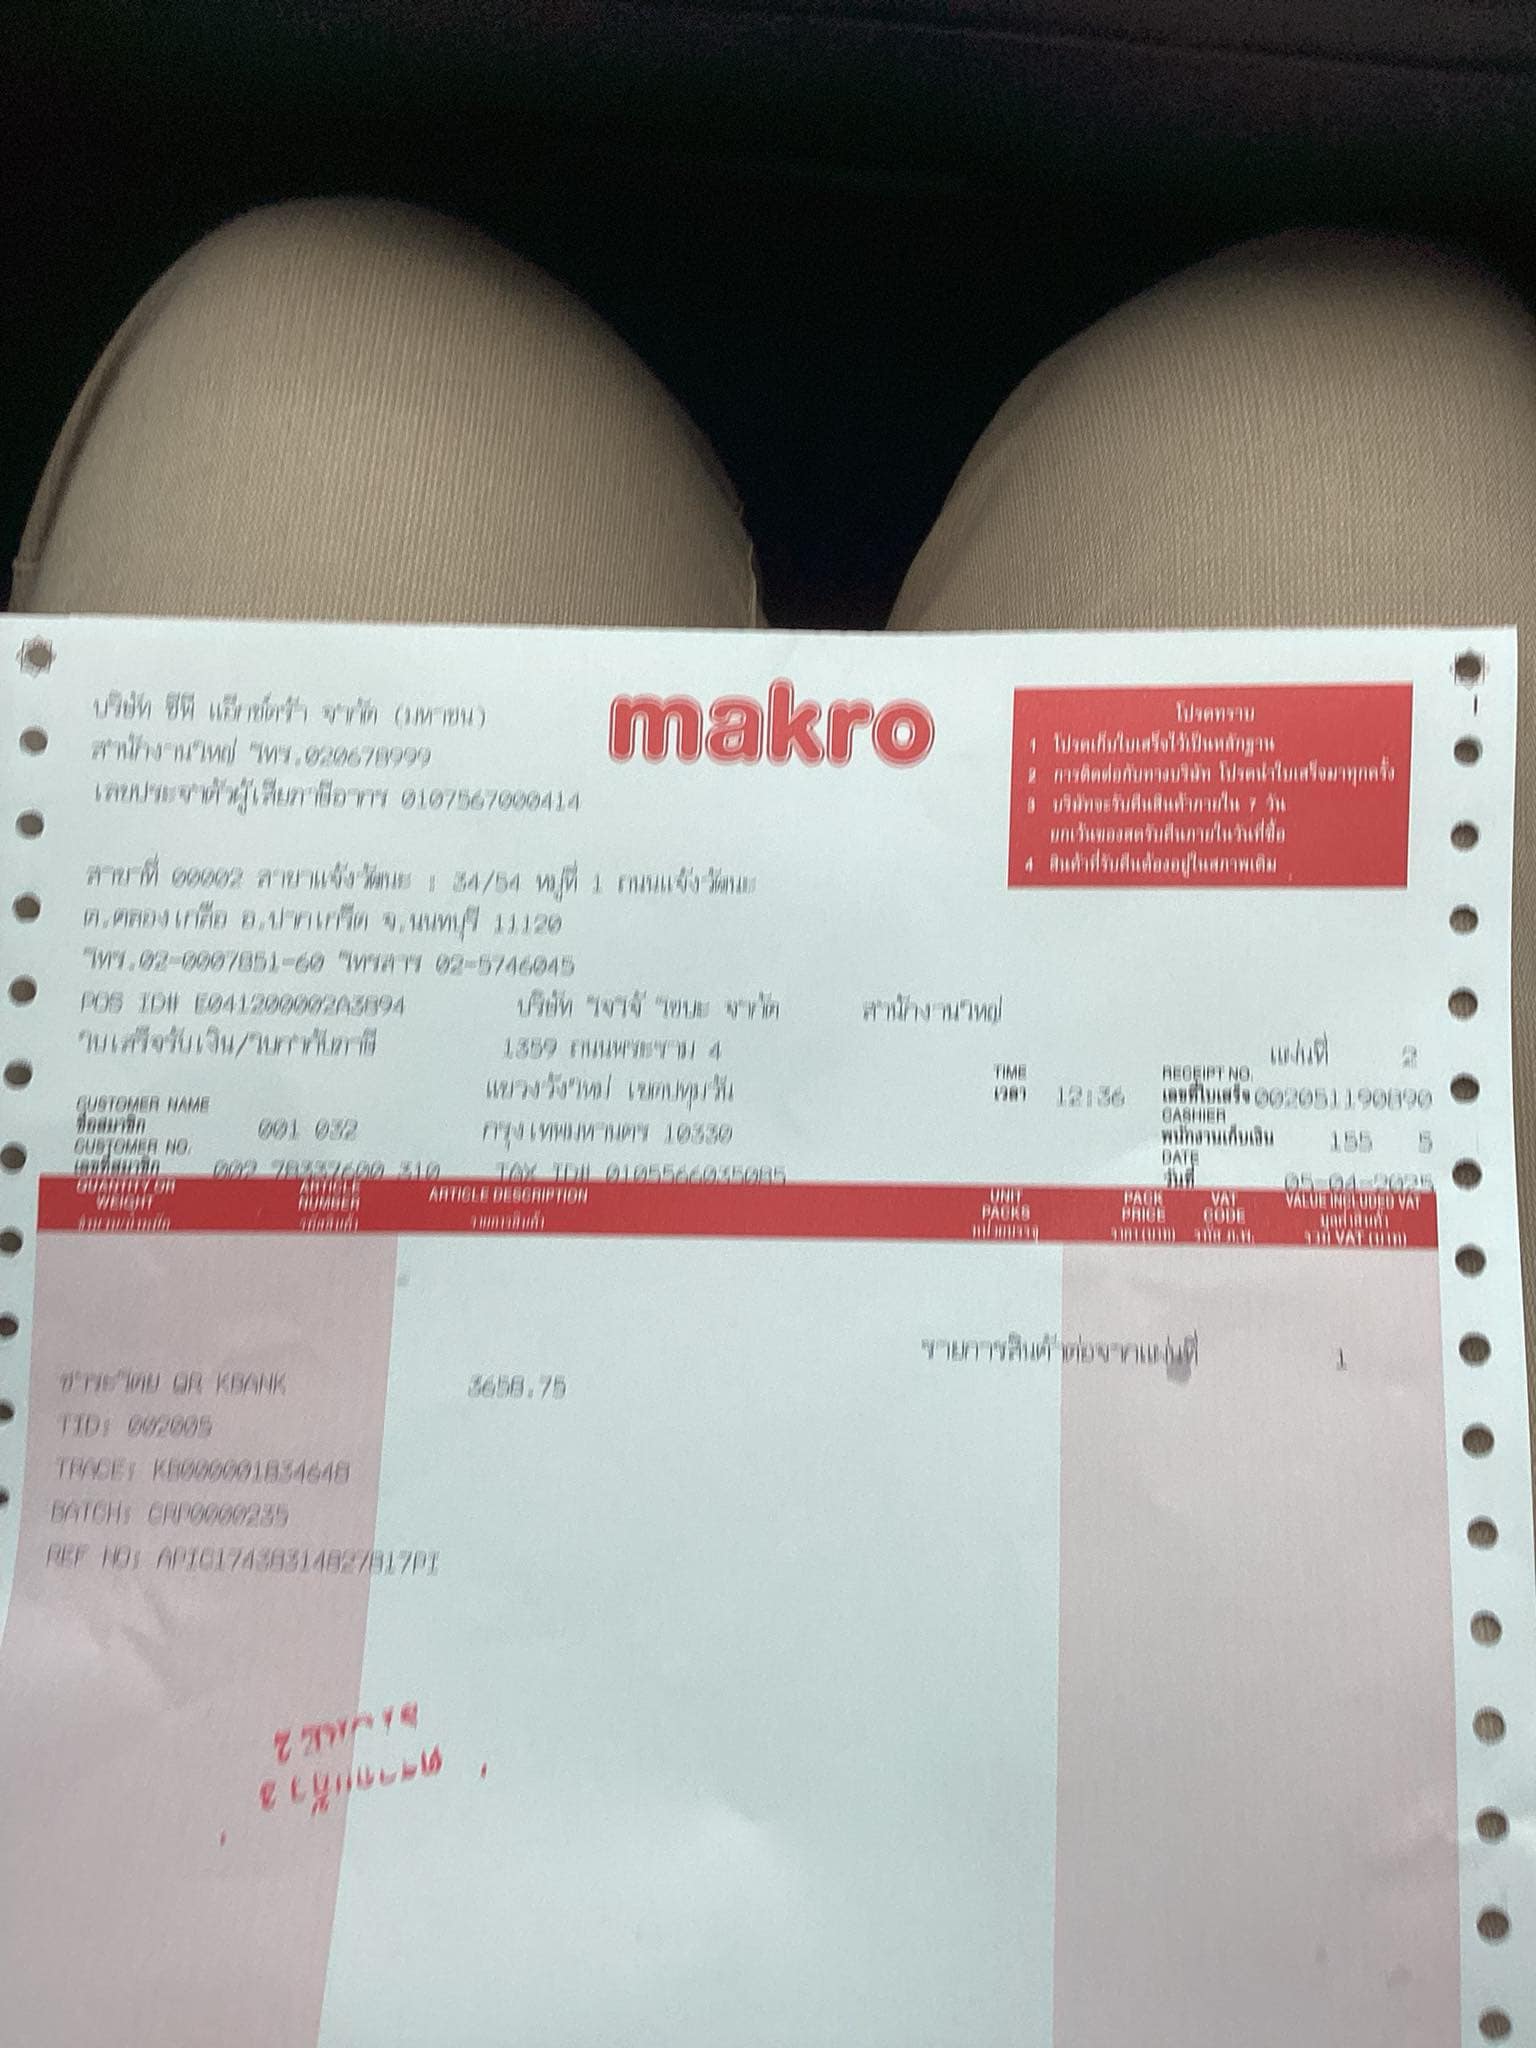 makro
บริษัท ซีพี แอ็กซ์ตร้า จำกัด (มหาชน)
สำนักงานใหญ่ โทร.020678999
เลขประจำตัวผู้เสียภาษีอากร 0107567000414
โปรดทราบ
1 โปรดเก็บใบเสร็จไว้เป็นหลักฐาน
2 การติดต่อกับทางบริษัท โปรดนำใบเสร็จมาทุกครั้ง
3 บริษัทจะรับคืนสินค้าภายใน 7 วัน
ยกเว้นของสดรับคืนภายในวันที่ซื้อ
4 สินค้าที่รับคืนต้องอยู่ในสภาพเดิม
สาขาที่ 00002 สาขาแจ้งวัฒนะ : 34/54 หมู่ที่ 1 ถนนแจ้งวัฒนะ
ต.คลองเกลือ อ.ปากเกร็ด จ.นนทบุรี 11120
โทร.02-0007851-60 โทรสาร 02-5746045
POS ID# E041200002A3894 บริษัท โจโจ้ โซบะ จำกัด สำนักงานใหญ่
ใบเสร็จรับเงิน/ใบกำกับภาษี 1359 ถนนพระราม 4 แผ่นที่ 2
แขวงวังใหม่ เขตปทุมวัน TIME เวลา 12:36 RECEIPT NO. เลขที่ใบเสร็จ 002051190890
CUSTOMER NAME ชื่อสมาชิก 001 032 กรุงเทพมหานคร 10330 CASHIER พนักงานเก็บเงิน 155 5
CUSTOMER NO. เลขที่สมาชิก 002 78337600 310 TAX ID# 0105566035085 DATE วันที่ 05-04-2025
QUANTITY OR WEIGHT ARTICLE NUMBER ARTICLE DESCRIPTION UNIT PACKS PACK PRICE VAT CODE VALUE INCLUDED VAT
รหัสสินค้า รายการสินค้า หน่วยบรรจุ ราคา (บาท) รหัส ภ.พ. มูลค่าสินค้า รวม VAT (บาท)
รายการสินค้าต่อจากแผ่นที่ 1
ชำระโดย QR KBANK 3658.75
TID: 002005
TRACE: KB000001834648
BATCH: CRP0000235
REF NO: APIC17438314827817PI